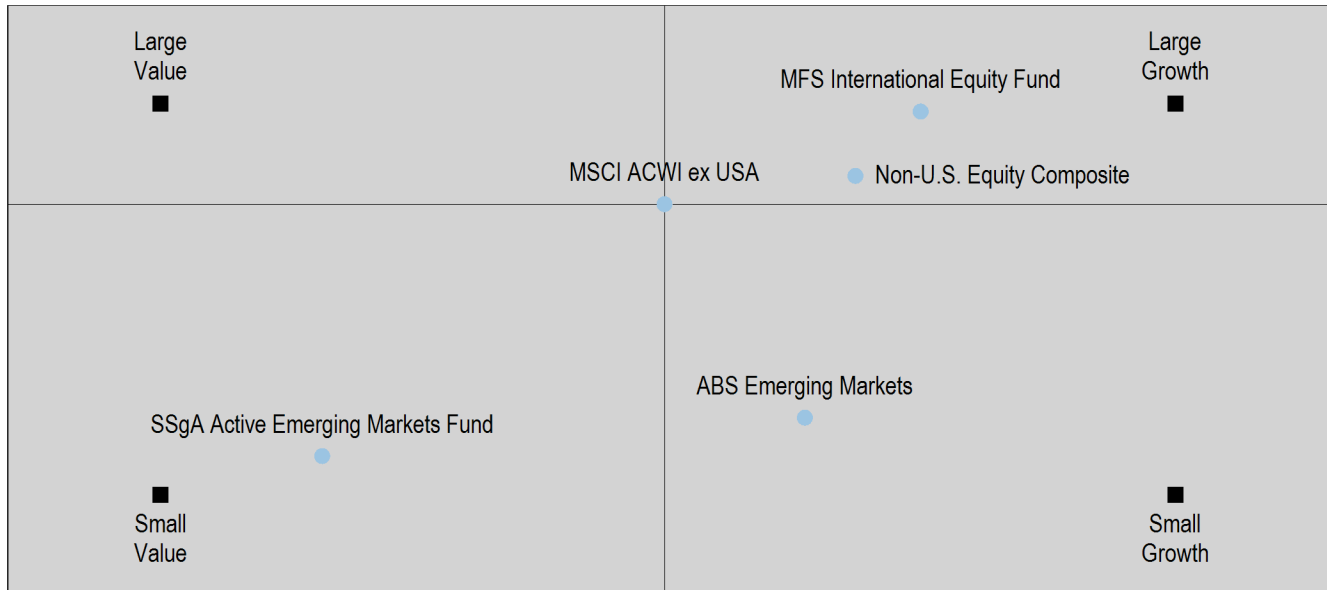 Large
Value
Large
Growth
MFS International Equity Fund
MSCI ACWI ex USA
Non-U.S. Equity Composite
ABS Emerging Markets
SSgA Active Emerging Markets Fund
Small
Value
Small
Growth